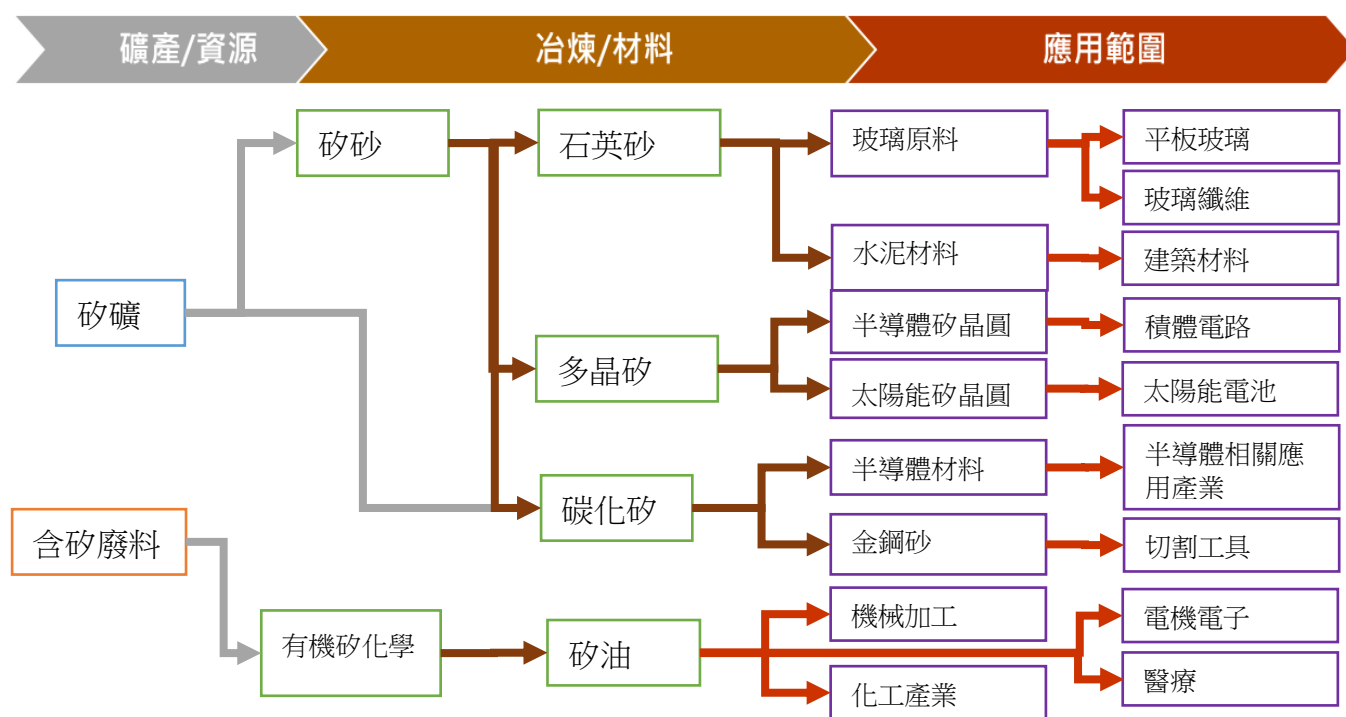 礦產/資源
冶煉/材料
應用範圍
矽砂
石英砂
玻璃原料
平板玻璃
玻璃纖維
水泥材料
建築材料
矽礦
半導體矽晶圓
積體電路
多晶矽
太陽能矽晶圓
太陽能電池
半導體材料
半導體相關應
用產業
碳化矽
含矽廢料
金鋼砂
切割工具
機械加工
電機電子
有機矽化學
矽油
化工產業
醫療